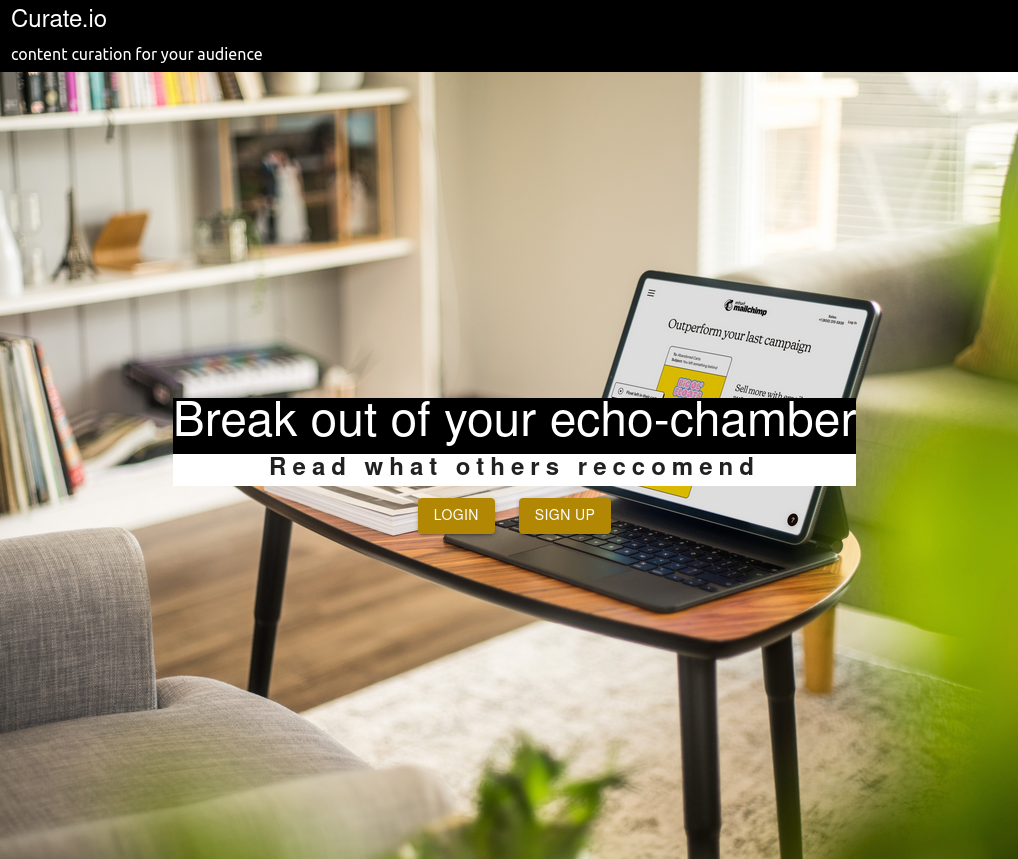 Curate.io
content curation for your audience
mailchimp
Outperform your last campaign
Sell more with
Break out of your echo-chamber
Read what others reccomend
LOGIN
SIGN UP